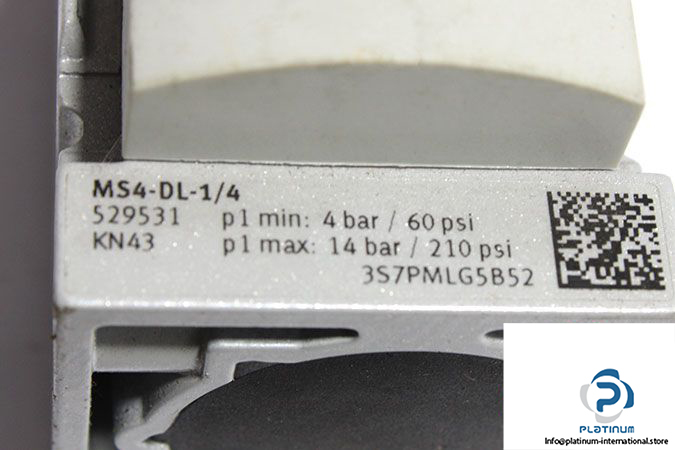 MS4-DL-1/4
529531 p1 min: 4 bar / 60 psi
KN43 p1 max: 14 bar / 210 psi
3S7PMLG5B52
PLATINUM
Info@platinum-international.store